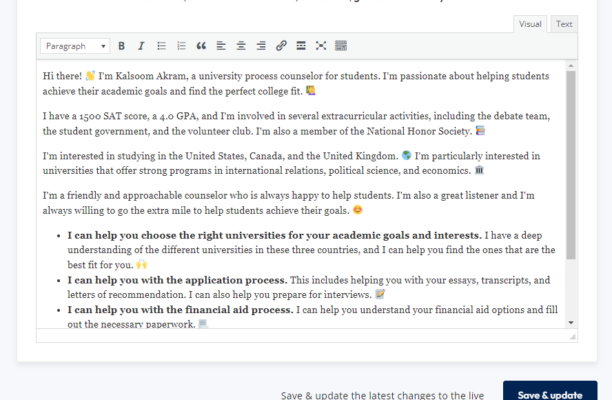 Visual Text
Paragraph B I
Hi there! 👋 I'm Kalsoom Akram, a university process counselor for students. I'm passionate about helping students
achieve their academic goals and find the perfect college fit.
I have a 1500 SAT score, a 4.0 GPA, and I'm involved in several extracurricular activities, including the debate team,
the student government, and the volunteer club. I'm also a member of the National Honor Society. 📚
I'm interested in studying in the United States, Canada, and the United Kingdom. 🌎 I'm particularly interested in
universities that offer strong programs in international relations, political science, and economics. 🏛️
I'm a friendly and approachable counselor who is always happy to help students. I'm also a great listener and I'm
always willing to go the extra mile to help students achieve their goals. 😊
• I can help you choose the right universities for your academic goals and interests. I have a deep
understanding of the different universities in these three countries, and I can help you find the ones that are the
best fit for you. 🙌
• I can help you with the application process. This includes helping you with your essays, transcripts, and
letters of recommendation. I can also help you prepare for interviews. 📝
• I can help you with the financial aid process. I can help you understand your financial aid options and fill
out the necessary paperwork.
Save & update the latest changes to the live
Save & update